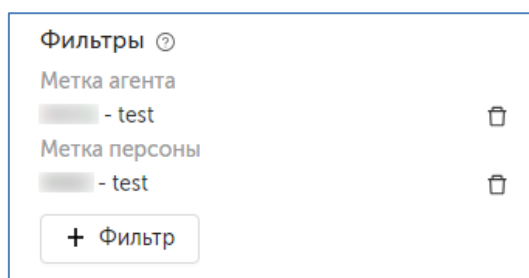 Фильтры
Метка агента
- test
Метка персоны
- test
+ Фильтр